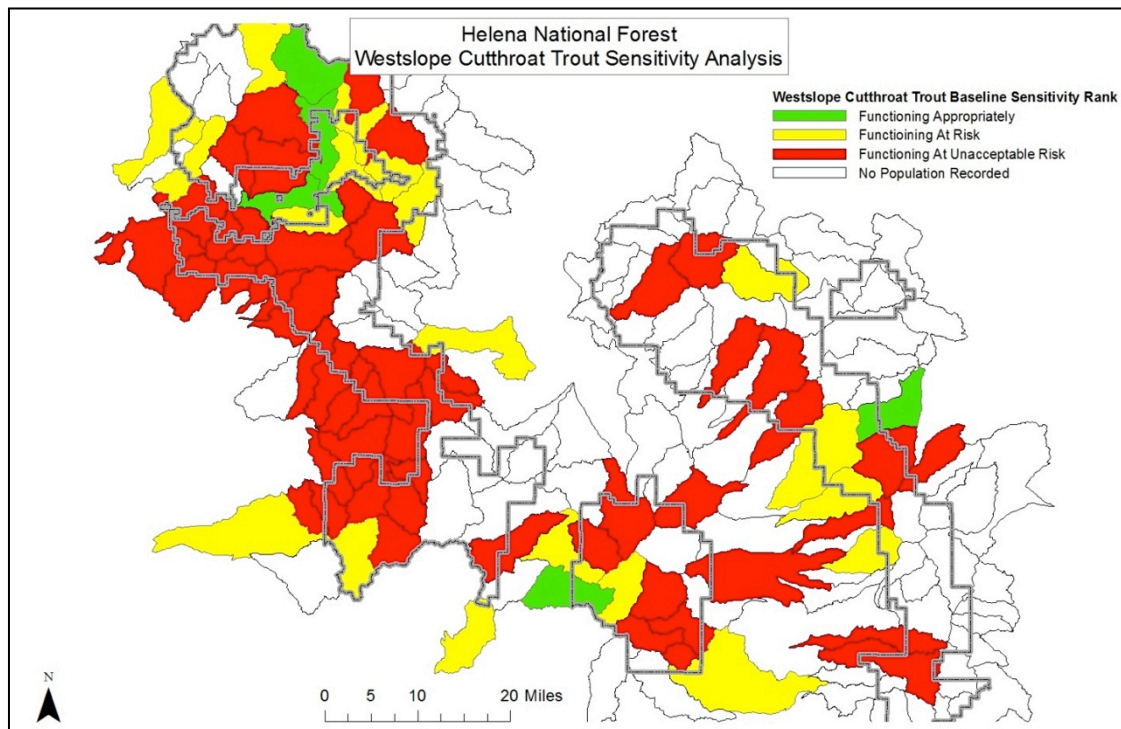 Helena National Forest
Westslope Cutthroat Trout Sensitivity Analysis
Westslope Cutthroat Trout Baseline Sensitivity Rank
Functioning Appropriately
Functioining At Risk
Functioning At Unacceptable Risk
No Population Recorded
N
0 5 10 20 Miles